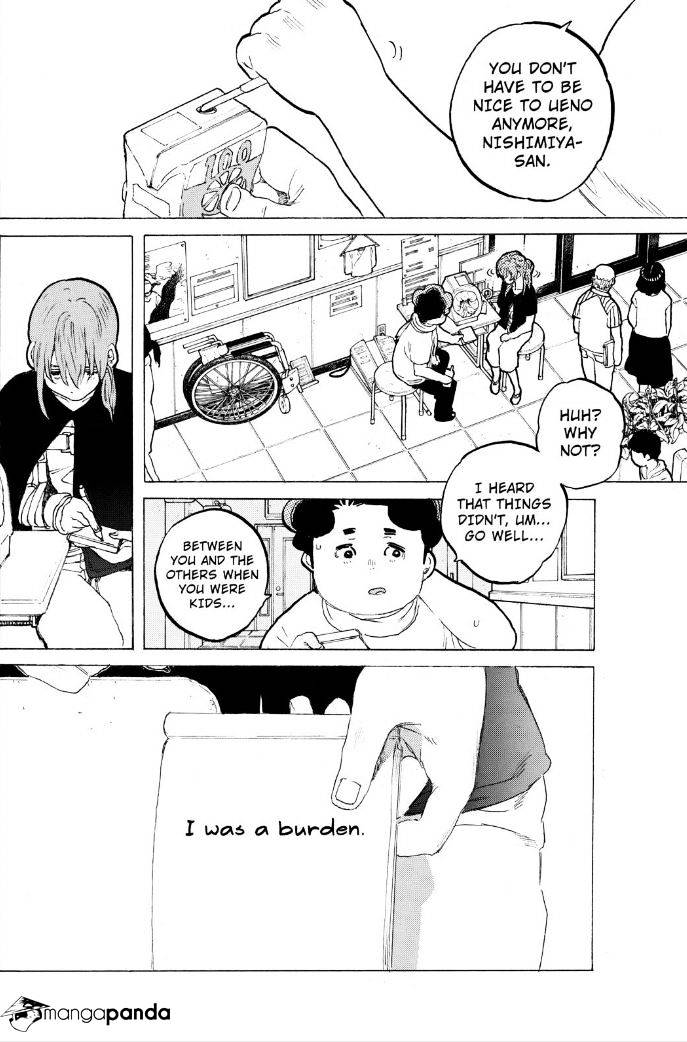 YOU DON'T
HAVE TO BE
NICE TO UENO
ANYMORE,
NISHIMIYA-
SAN.
100
HUH?
WHY
NOT?
I HEARD
THAT THINGS
DIDN'T, UM...
GO WELL...
BETWEEN
YOU AND THE
OTHERS WHEN
YOU WERE
KIDS...
I was a burden.
mangapanda